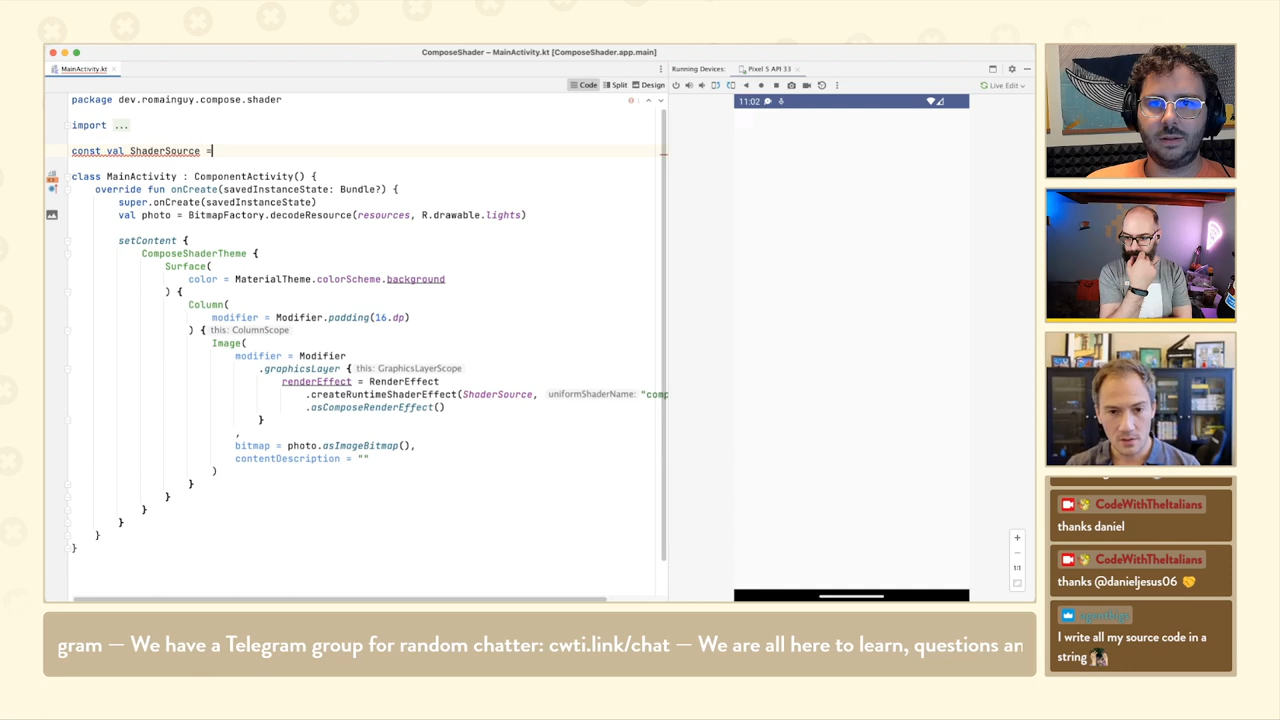 ComposeShader – MainActivity.kt [ComposeShader.app.main]
MainActivity.kt
Code
Split
Design
package dev.romainguy.compose.shader
1
import ...
const val ShaderSource =
class MainActivity : ComponentActivity() {
override fun onCreate(savedInstanceState: Bundle?) {
super.onCreate(savedInstanceState)
val photo = BitmapFactory.decodeResource(resources, R.drawable.lights)
setContent {
ComposeShaderTheme {
Surface(
color = MaterialTheme.colorScheme.background
) {
Column(
modifier = Modifier.padding(16.dp)
) { this: ColumnScope
Image(
modifier = Modifier
.graphicsLayer { this: GraphicsLayerScope
renderEffect = RenderEffect
.createRuntimeShaderEffect(ShaderSource, uniformShaderName: "comp
.asComposeRenderEffect()
}
,
bitmap = photo.asImageBitmap(),
contentDescription = ""
)
}
}
}
}
}
}
Running Devices:
Pixel 5 API 33
Live Edit
11:02
1:1
CodeWithTheItalians
thanks daniel
CodeWithTheItalians
thanks @danieljesus06
I write all my source code in a
string
gram — We have a Telegram group for random chatter: cwti.link/chat — We are all here to learn, questions an